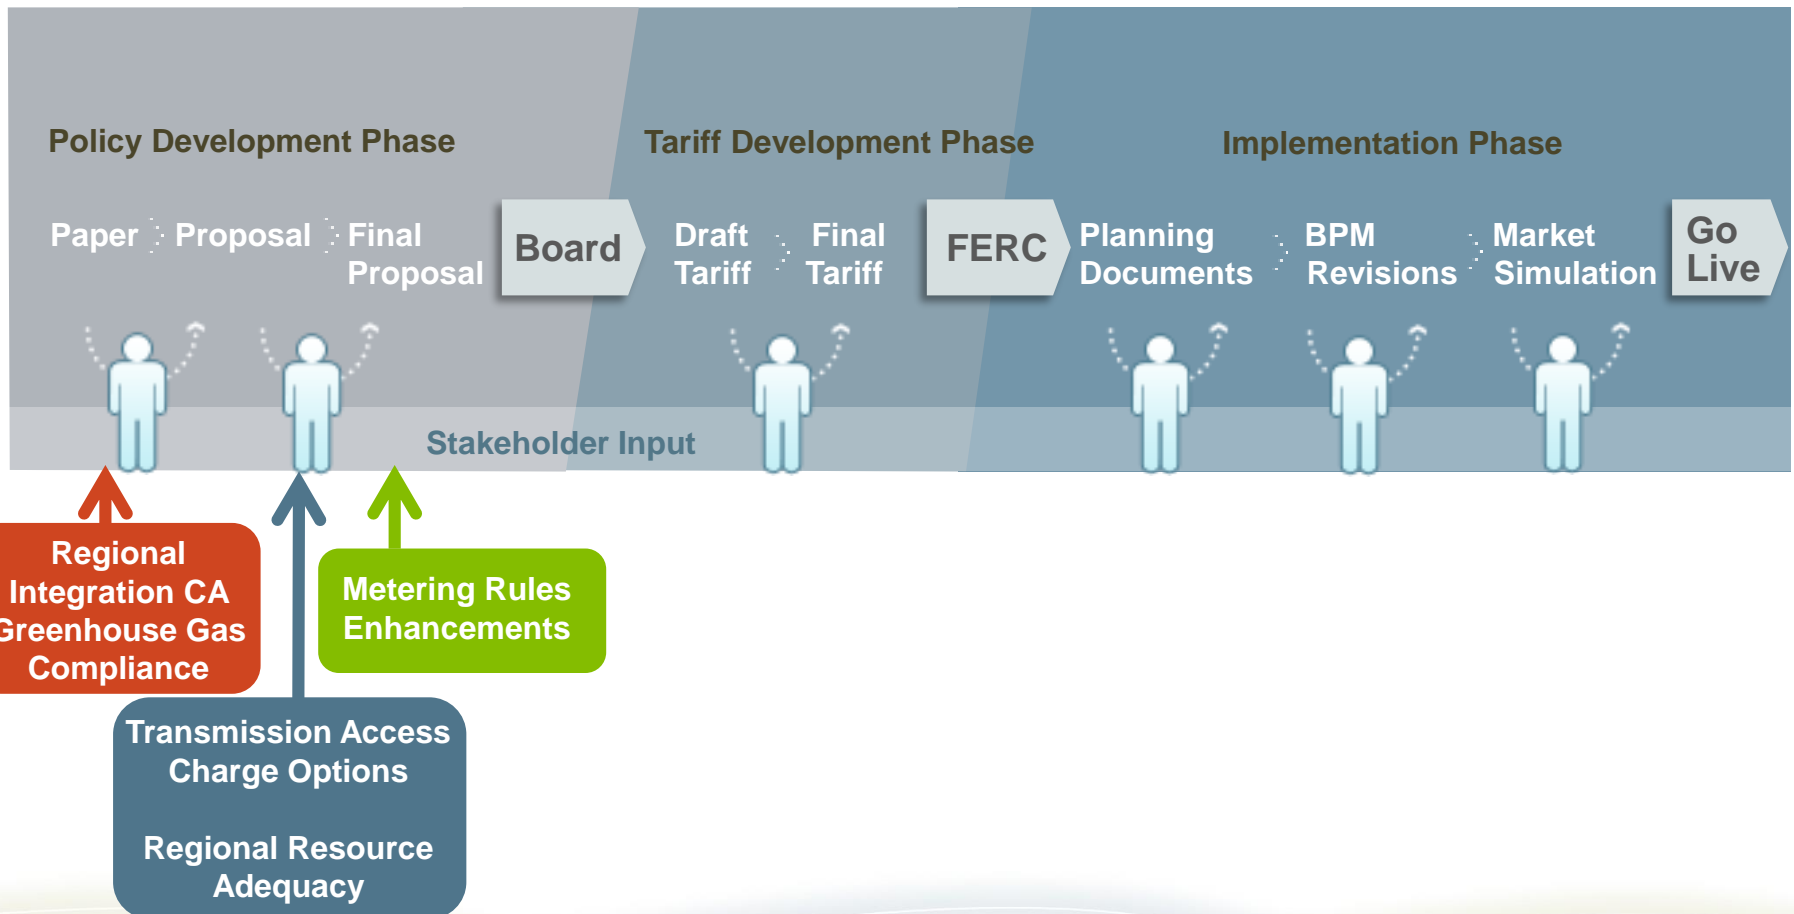 Policy Development Phase
Tariff Development Phase
Implementation Phase
Paper
Proposal
Final
Proposal
Board
Draft
Tariff
Final
Tariff
FERC
Planning
Documents
BPM
Revisions
Market
Simulation
Go
Live
Stakeholder Input
Regional
Integration CA
Greenhouse Gas
Compliance
Metering Rules
Enhancements
Transmission Access
Charge Options
Regional Resource
Adequacy